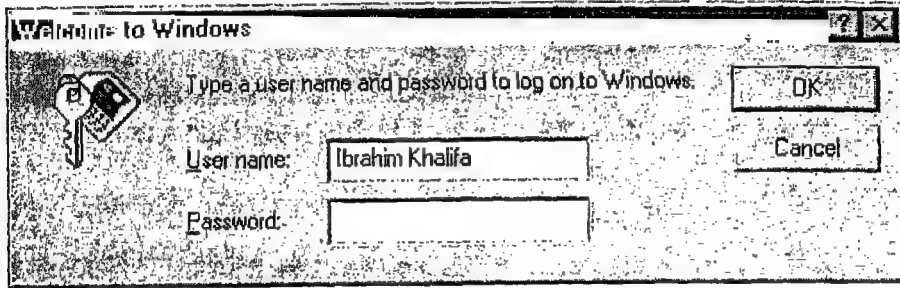 Welcome to Windows
Type a user name and password to log on to Windows.
OK
User name: Ibrahim Khalifa
Cancel
Password: